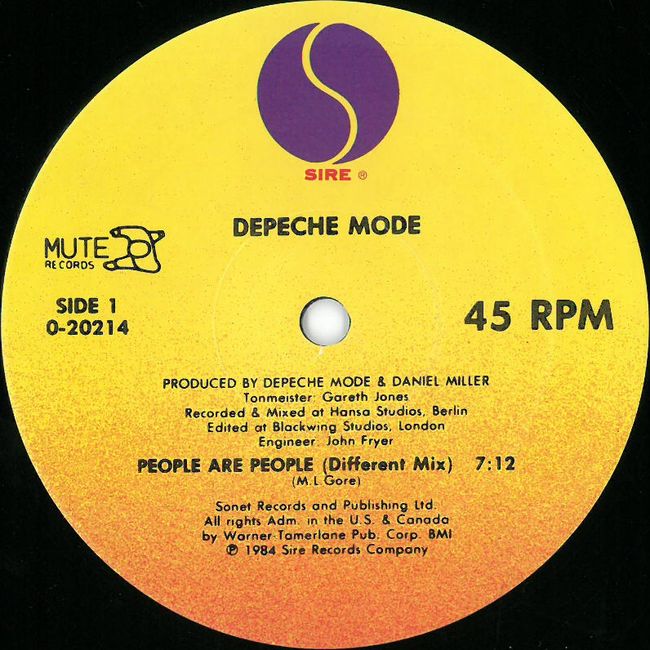 SIRE ®
DEPECHE MODE
MUTE
RECORDS
SIDE 1
0-20214
45 RPM
PRODUCED BY DEPECHE MODE & DANIEL MILLER
Tonmeister: Gareth Jones
Recorded & Mixed at Hansa Studios, Berlin
Edited at Blackwing Studios, London
Engineer: John Fryer
PEOPLE ARE PEOPLE (Different Mix) 7:12
(M.L.Gore)
Sonet Records and Publishing Ltd.
All rights Adm. in the U.S. & Canada
by Warner-Tamerlane Pub. Corp. BMI
℗ 1984 Sire Records Company